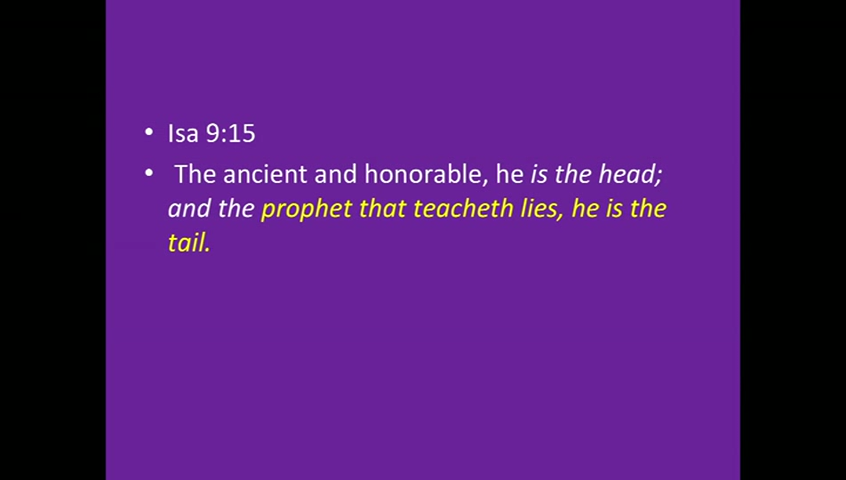 • Isa 9:15
• The ancient and honorable, he is the head;
and the prophet that teacheth lies, he is the
tail.